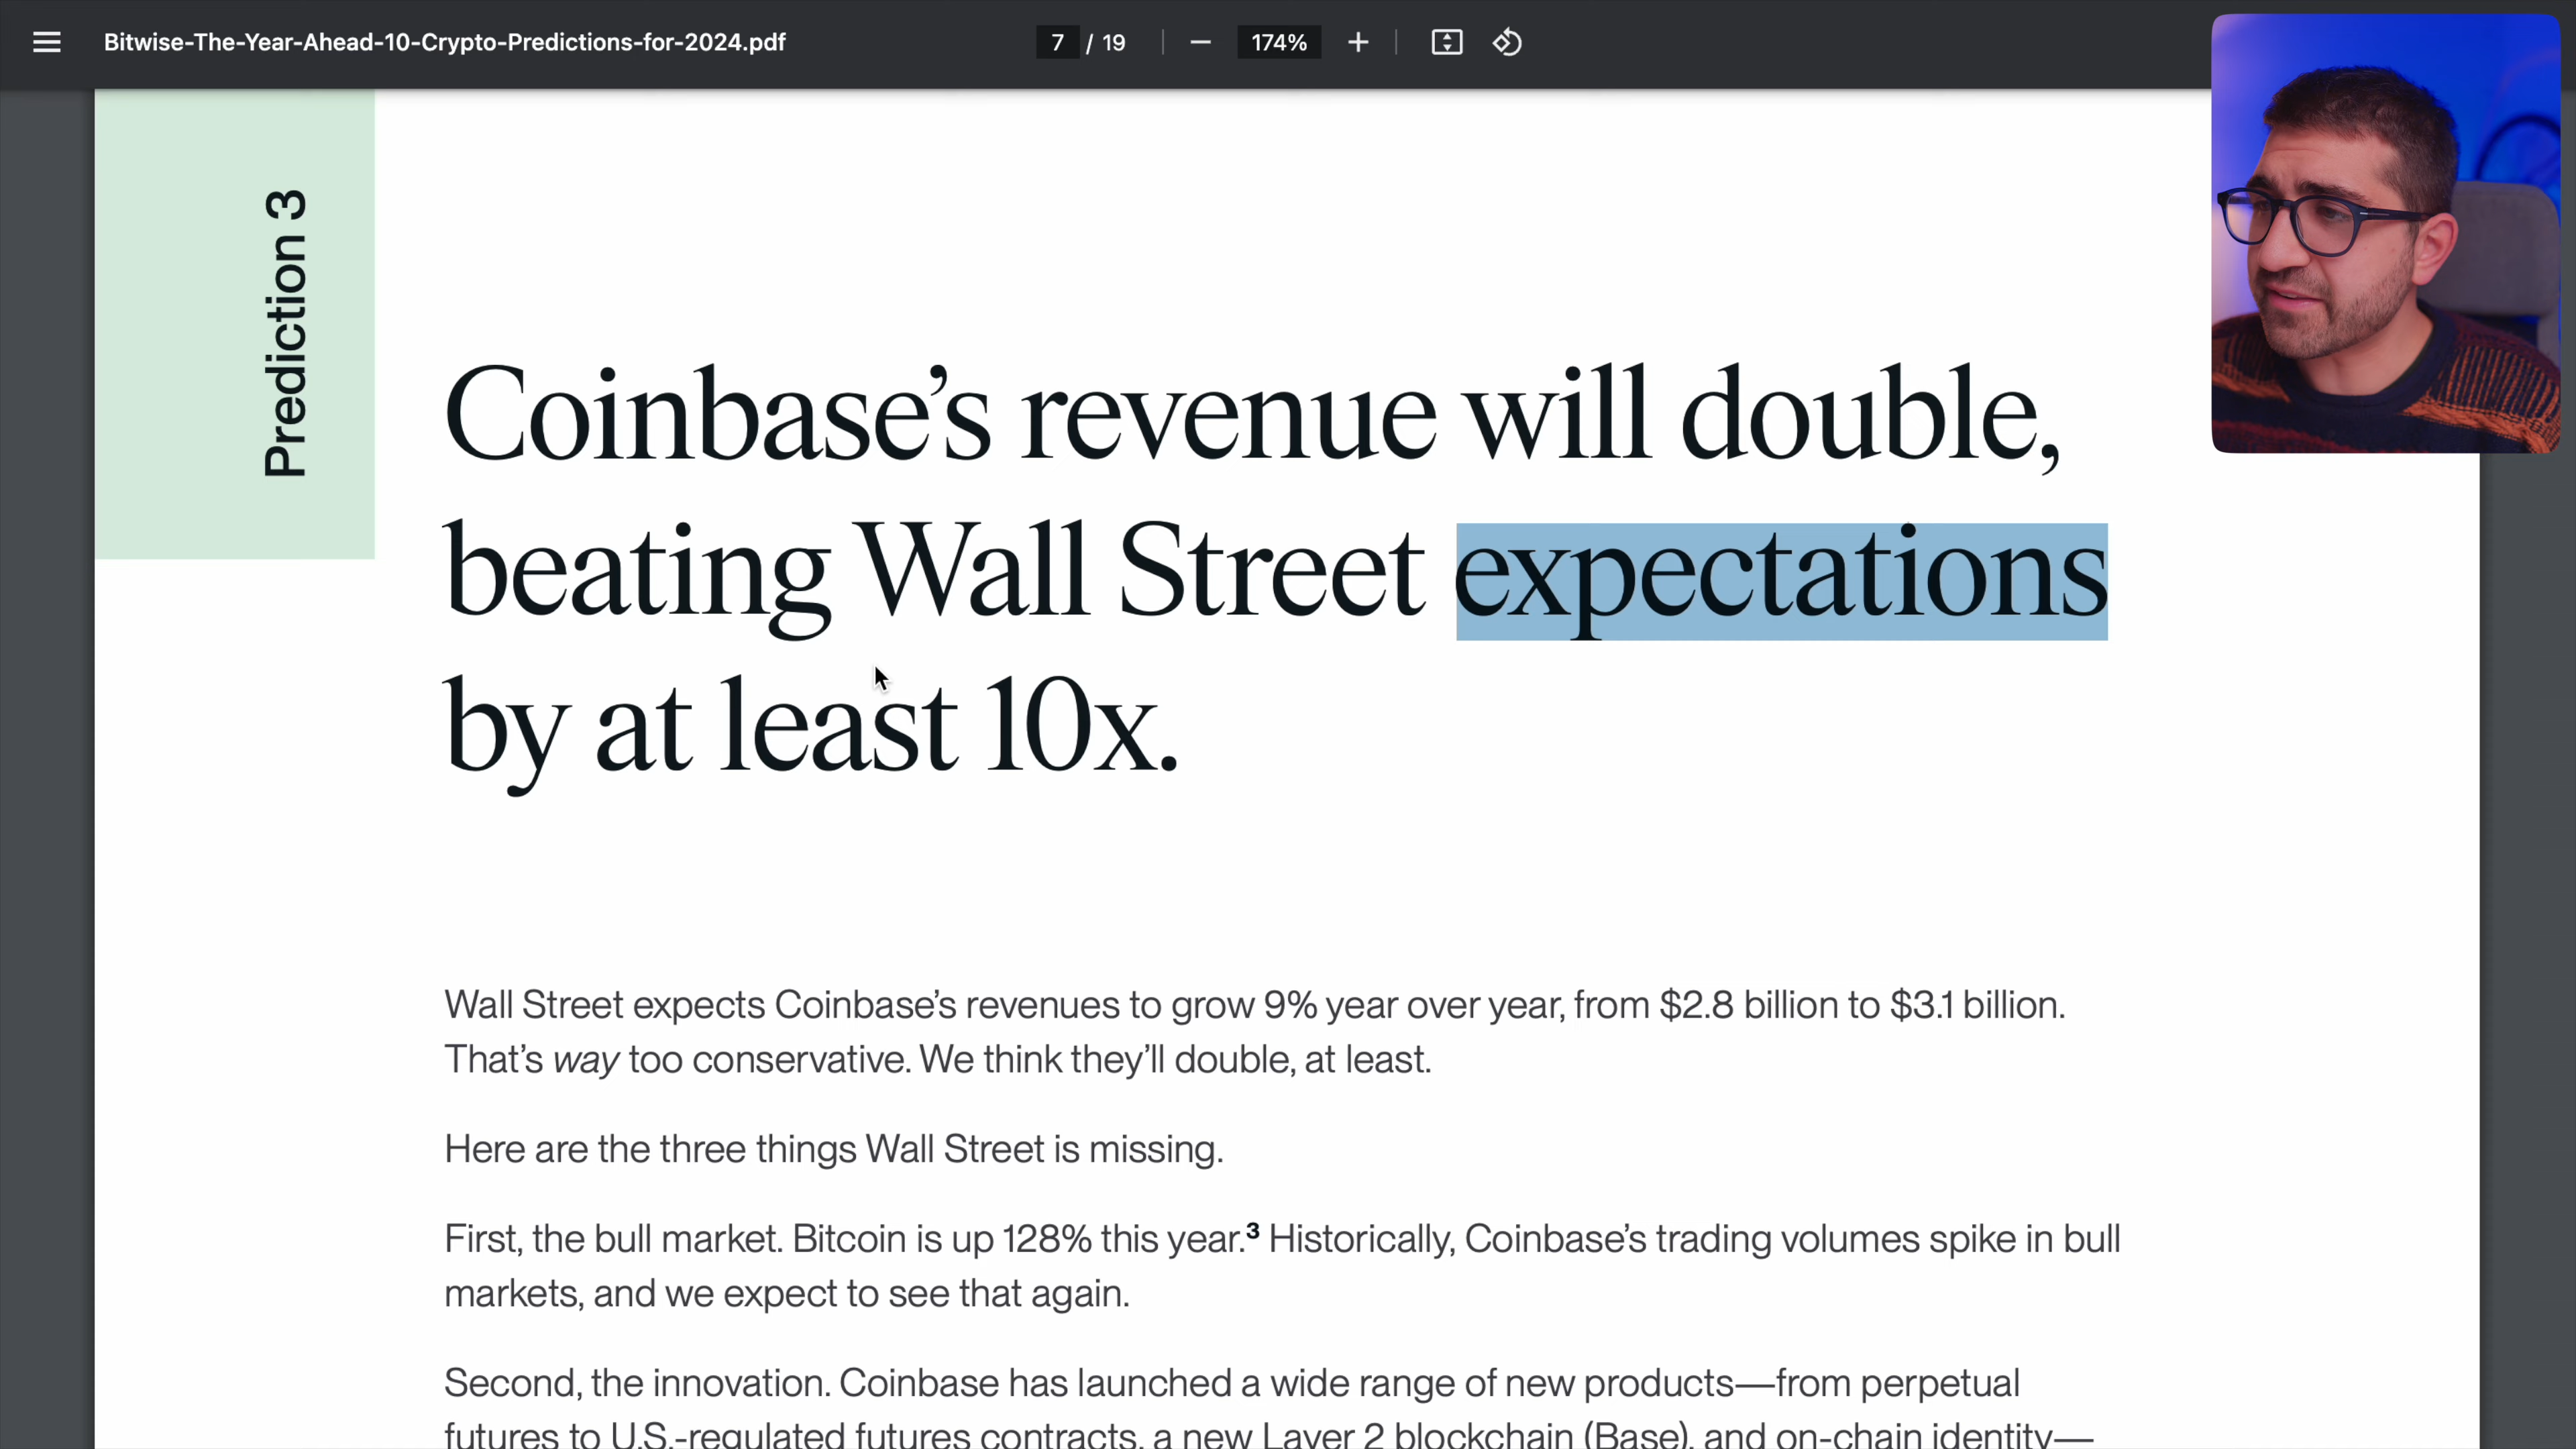 Bitwise-The-Year-Ahead-10-Crypto-Predictions-for-2024.pdf
7 / 19
174%
Prediction 3
Coinbase’s revenue will double,
beating Wall Street expectations
by at least 10x.
Wall Street expects Coinbase’s revenues to grow 9% year over year, from $2.8 billion to $3.1 billion.
That’s way too conservative. We think they’ll double, at least.
Here are the three things Wall Street is missing.
First, the bull market. Bitcoin is up 128% this year.³ Historically, Coinbase’s trading volumes spike in bull
markets, and we expect to see that again.
Second, the innovation. Coinbase has launched a wide range of new products—from perpetual
futures to U.S.-regulated futures contracts, a new Layer 2 blockchain (Base), and on-chain identity—